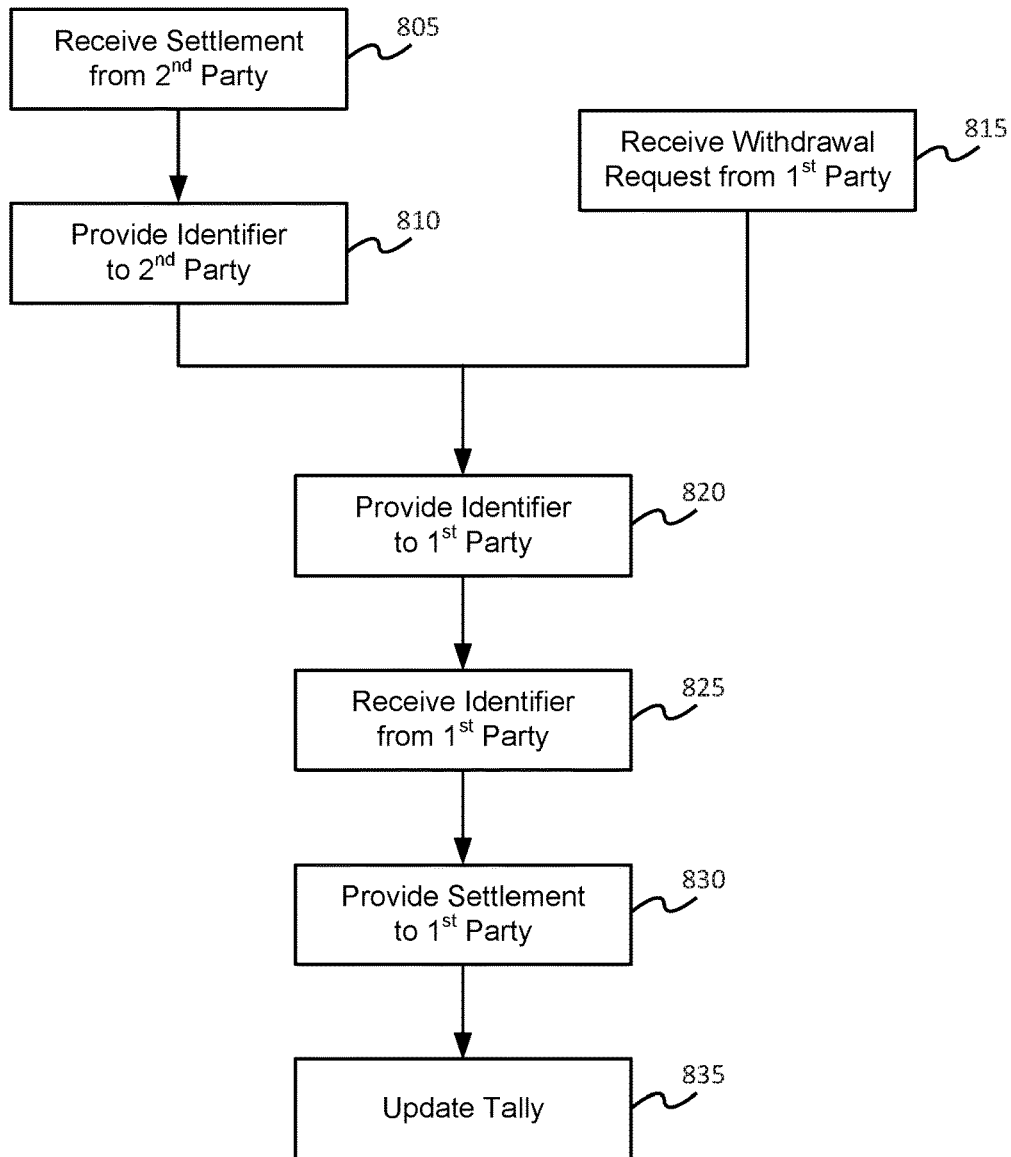 Receive Settlement
from 2nd Party
805
Provide Identifier
to 2nd Party
810
Receive Withdrawal
Request from 1st Party
815
Provide Identifier
to 1st Party
820
Receive Identifier
from 1st Party
825
Provide Settlement
to 1st Party
830
Update Tally
835